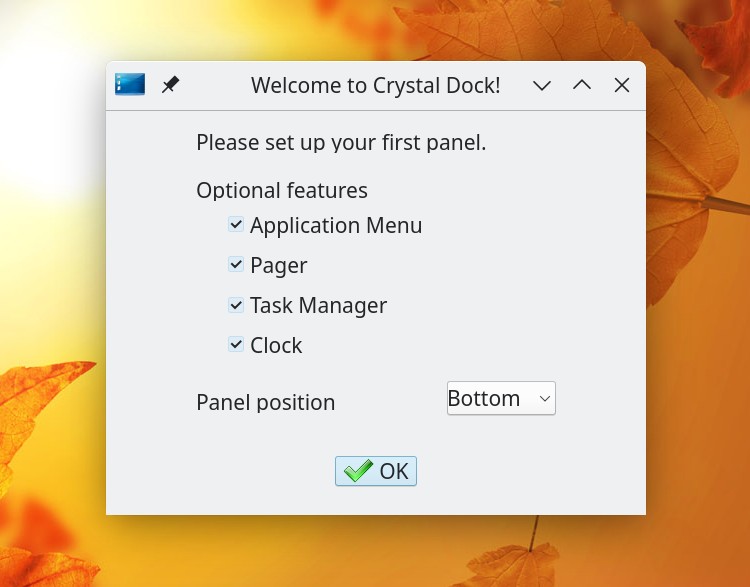 Welcome to Crystal Dock!
Please set up your first panel.
Optional features
Application Menu
Pager
Task Manager
Clock
Panel position
Bottom
OK